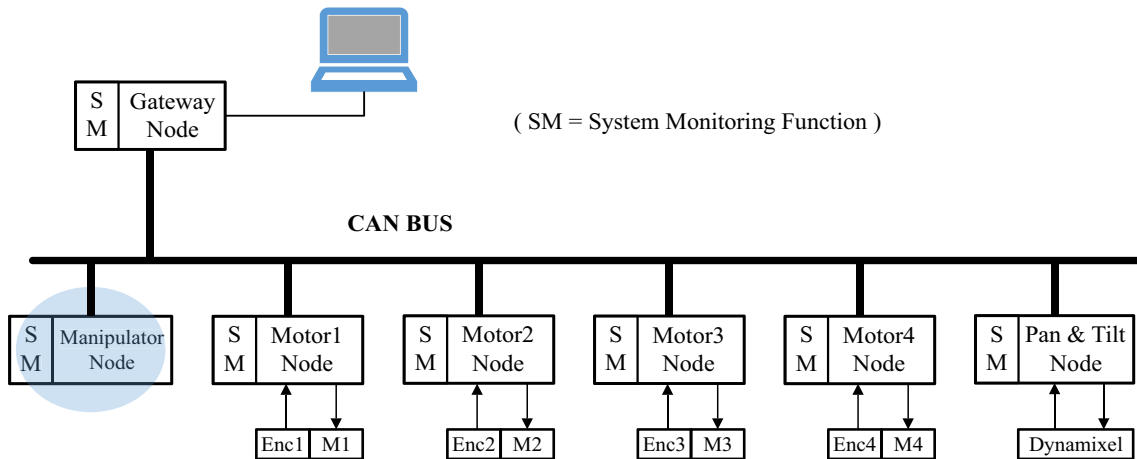 S
M
Gateway
Node
( SM = System Monitoring Function )
CAN BUS
S
M
Manipulator
Node
S
M
Motor1
Node
S
M
Motor2
Node
S
M
Motor3
Node
S
M
Motor4
Node
S
M
Pan & Tilt
Node
Enc1 M1
Enc2 M2
Enc3 M3
Enc4 M4
Dynamixel